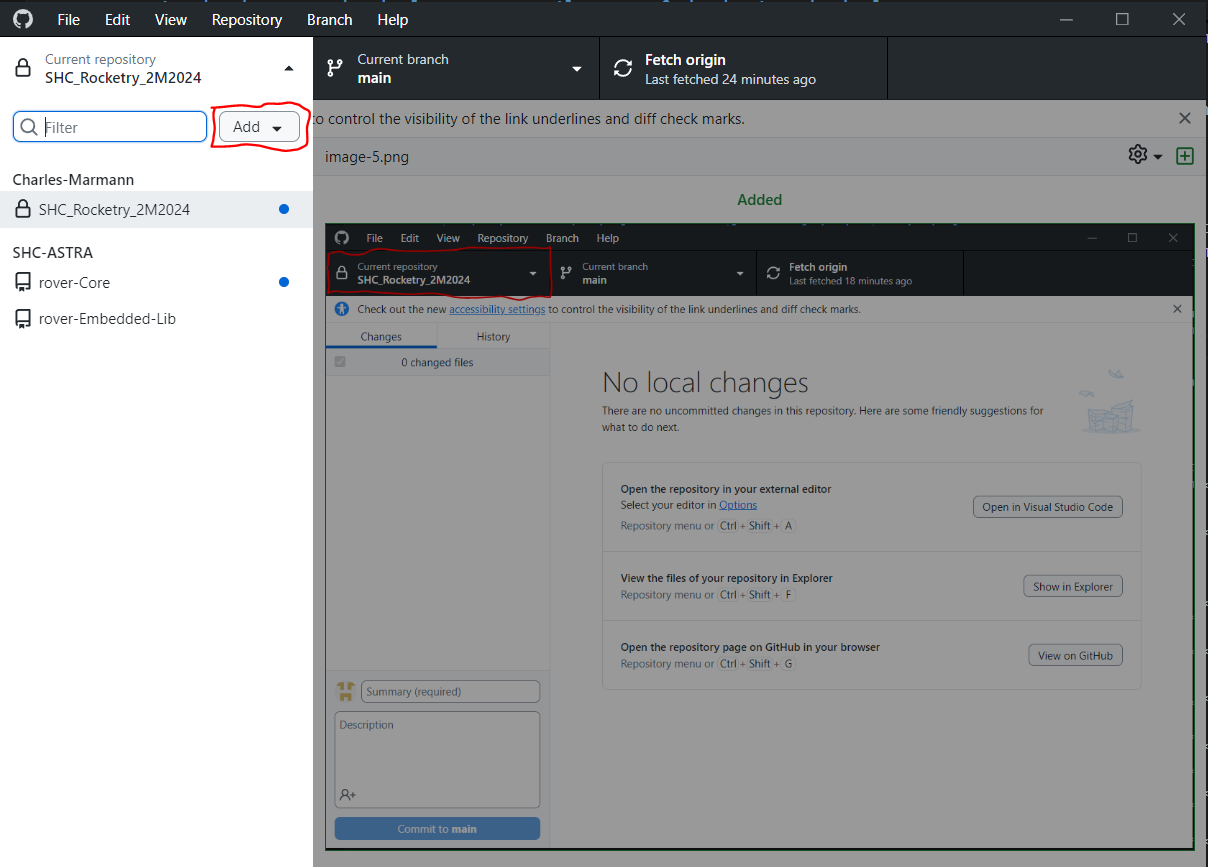 File Edit View Repository Branch Help
Current repository
SHC_Rocketry_2M2024
Current branch
main
Fetch origin
Last fetched 24 minutes ago
Filter
Add
to control the visibility of the link underlines and diff check marks.
image-5.png
Charles-Marmann
SHC_Rocketry_2M2024
SHC-ASTRA
rover-Core
rover-Embedded-Lib
Added
File Edit View Repository Branch Help
Current repository
SHC_Rocketry_2M2024
Current branch
main
Fetch origin
Last fetched 18 minutes ago
Check out the new accessibility settings to control the visibility of the link underlines and diff check marks.
Changes History
0 changed files
No local changes
There are no uncommitted changes in this repository. Here are some friendly suggestions for
what to do next.
Open the repository in your external editor
Select your editor in Options
Repository menu or Ctrl + Shift + A
Open in Visual Studio Code
View the files of your repository in Explorer
Repository menu or Ctrl + Shift + F
Show in Explorer
Open the repository page on GitHub in your browser
Repository menu or Ctrl + Shift + G
View on GitHub
Summary (required)
Description
Commit to main